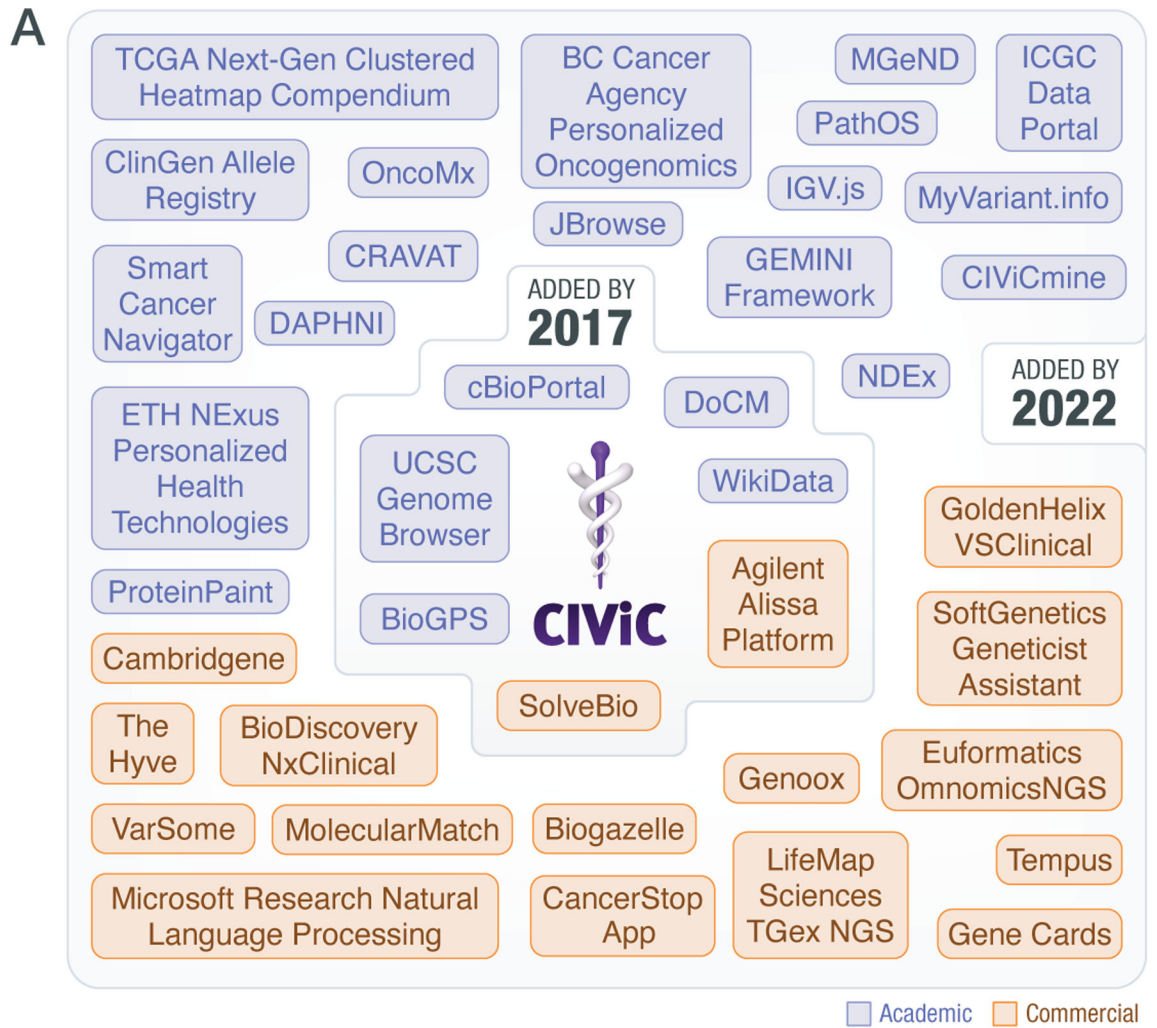 A
TCGA Next-Gen Clustered
Heatmap Compendium
BC Cancer
Agency
Personalized
Oncogenomics
MGeND
ICGC
Data
Portal
PathOS
ClinGen Allele
Registry
OncoMx
IGV.js
MyVariant.info
JBrowse
CRAVAT
Smart
Cancer
Navigator
GEMINI
Framework
CIViCmine
DAPHNI
ADDED BY
2017
NDEx
ADDED BY
2022
cBioPortal
DoCM
ETH NExus
Personalized
Health
Technologies
UCSC
Genome
Browser
WikiData
GoldenHelix
VSClinical
Agilent
Alissa
Platform
ProteinPaint
BioGPS
CIViC
SoftGenetics
Geneticist
Assistant
Cambridgene
SolveBio
The
Hyve
BioDiscovery
NxClinical
Genoox
Euformatics
OmnomicsNGS
VarSome
MolecularMatch
Biogazelle
LifeMap
Sciences
TGex NGS
Tempus
Microsoft Research Natural
Language Processing
CancerStop
App
Gene Cards
Academic
Commercial